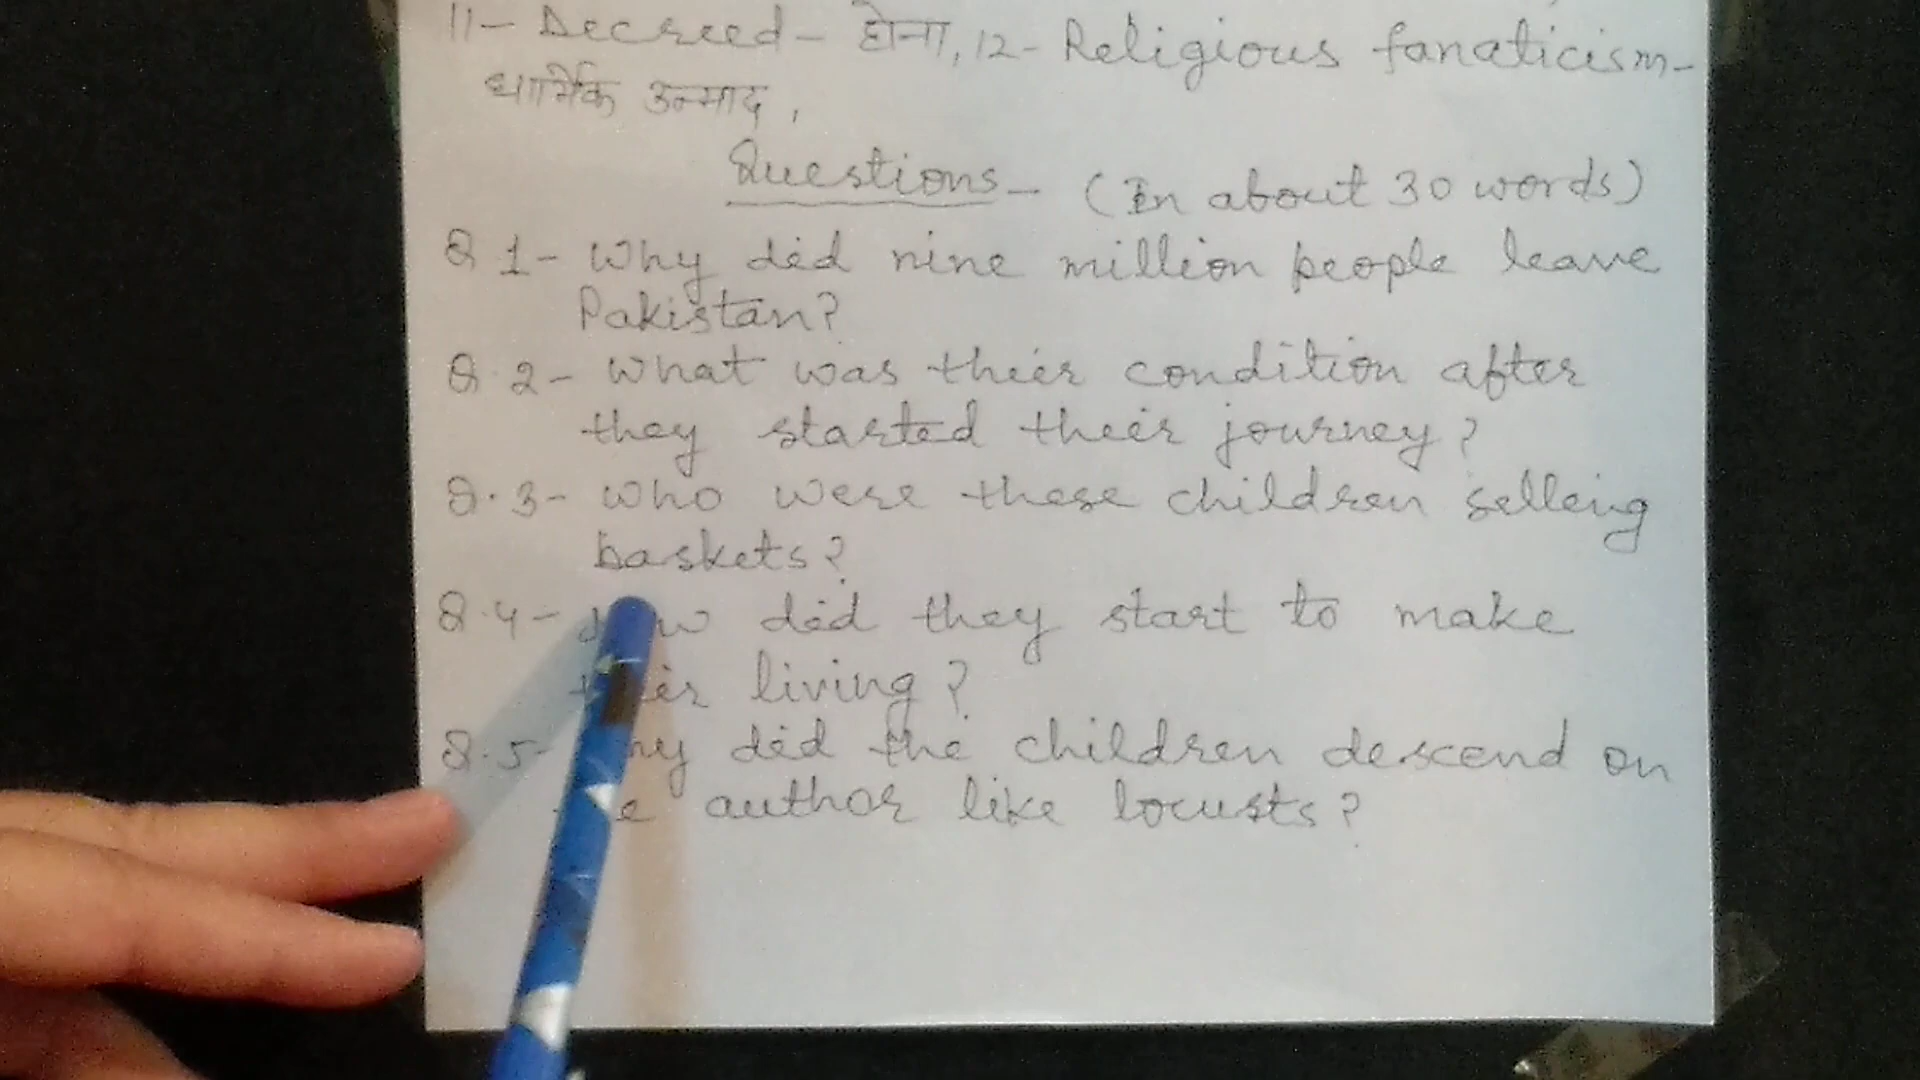 11- Decreed- होना, 12- Religious fanaticism-
धार्मिक उन्माद,
Questions- (In about 30 words)
Q.1- Why did nine million people leave
Pakistan?
Q.2- What was their condition after
they started their journey?
Q.3- Who were these children selling
baskets?
Q.4- did they start to make
living?
Q.5- did the children descend on
author like locusts?